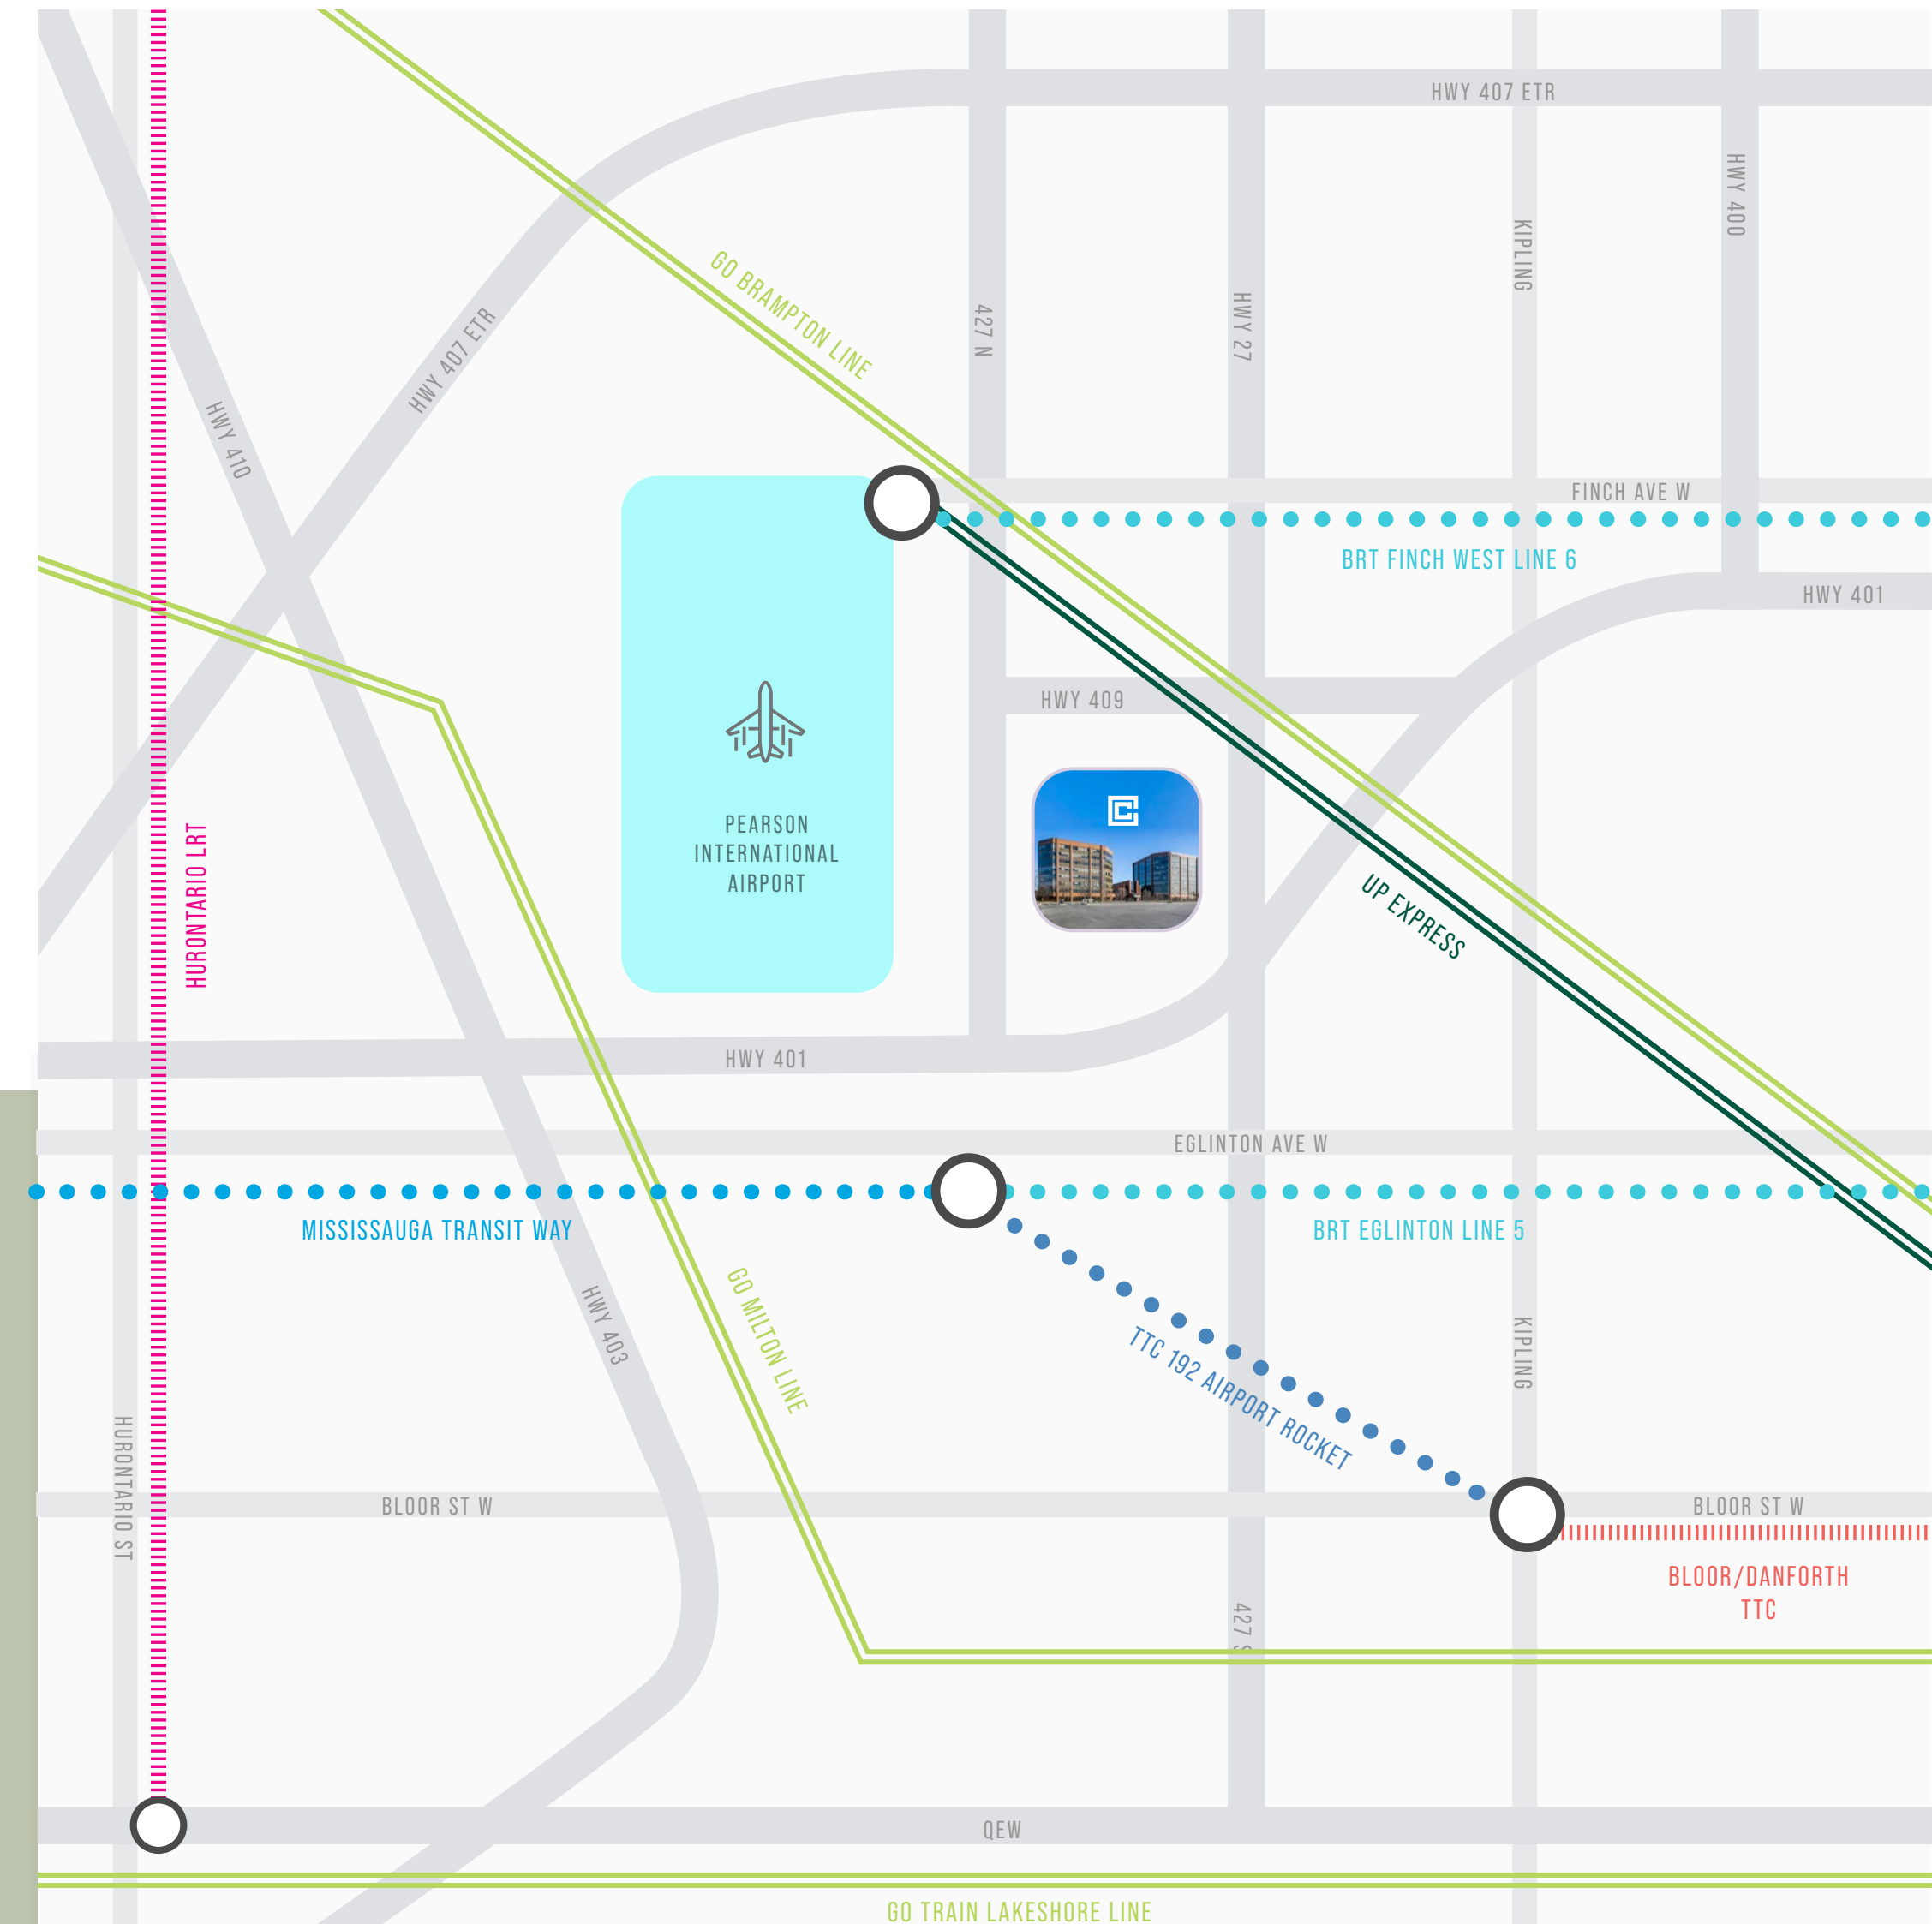 HWY 407 ETR
HWY 400
KIPLING
GO BRAMPTON LINE
427 N
HWY 27
HWY 407 ETR
HWY 410
FINCH AVE W
BRT FINCH WEST LINE 6
HWY 401
HWY 409
PEARSON
INTERNATIONAL
AIRPORT
HURONTARIO LRT
UP EXPRESS
HWY 401
EGLINTON AVE W
MISSISSAUGA TRANSIT WAY
BRT EGLINTON LINE 5
HWY 403
GO MILTON LINE
TTC 192 AIRPORT ROCKET
KIPLING
HURONTARIO ST
BLOOR ST W
BLOOR ST W
BLOOR/DANFORTH
TTC
427 S
QEW
GO TRAIN LAKESHORE LINE